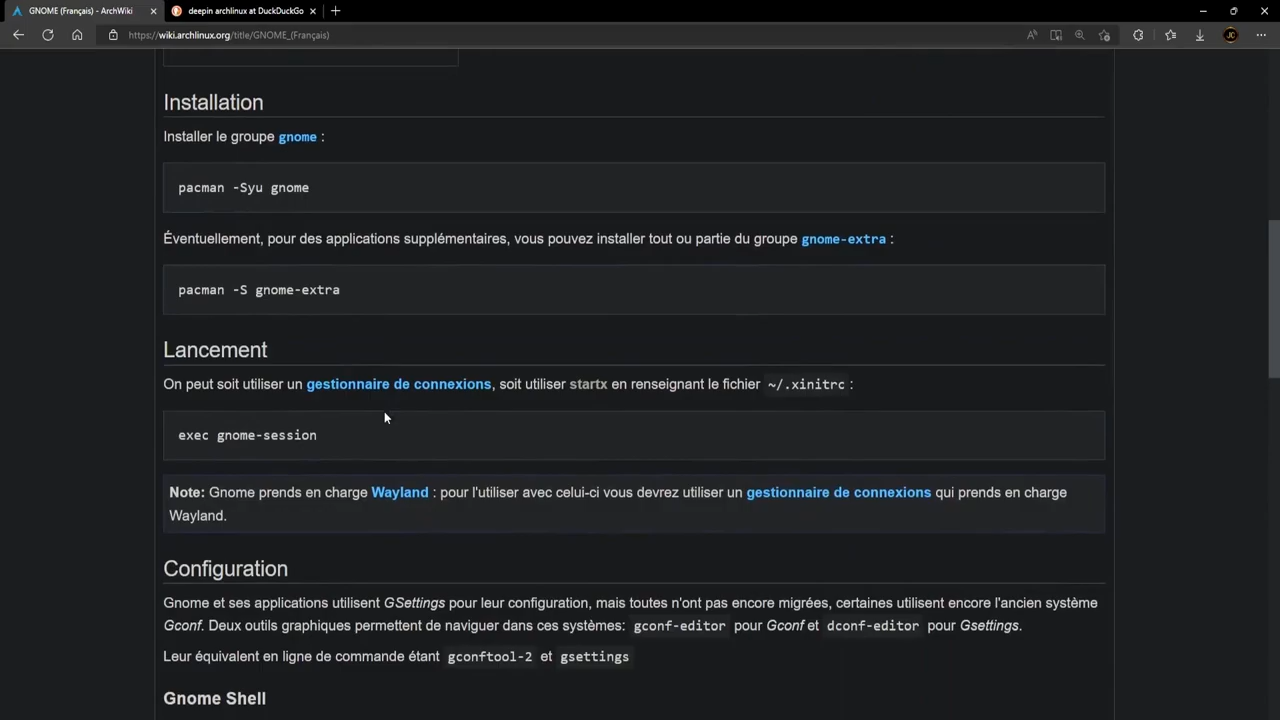 GNOME (Français) - ArchWiki
deepin archlinux at DuckDuckGo
https://wiki.archlinux.org/title/GNOME_(Français)
JC
Installation
Installer le groupe gnome :
pacman -Syu gnome
Éventuellement, pour des applications supplémentaires, vous pouvez installer tout ou partie du groupe gnome-extra :
pacman -S gnome-extra
Lancement
On peut soit utiliser un gestionnaire de connexions, soit utiliser startx en renseignant le fichier ~/.xinitrc :
exec gnome-session
Note: Gnome prends en charge Wayland : pour l'utiliser avec celui-ci vous devrez utiliser un gestionnaire de connexions qui prends en charge
Wayland.
Configuration
Gnome et ses applications utilisent GSettings pour leur configuration, mais toutes n'ont pas encore migrées, certaines utilisent encore l'ancien système
Gconf. Deux outils graphiques permettent de naviguer dans ces systèmes: gconf-editor pour Gconf et dconf-editor pour Gsettings.
Leur équivalent en ligne de commande étant gconftool-2 et gsettings
Gnome Shell